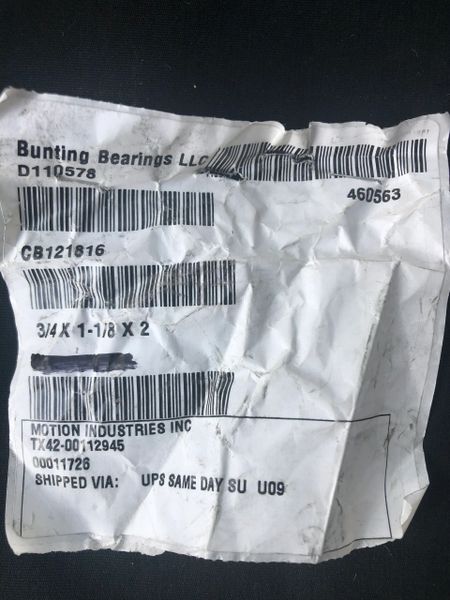 Bunting Bearings LLC
D110578
460563
CB121816
3/4 X 1-1/8 X 2
MOTION INDUSTRIES INC
TX42-00112945
00011726
SHIPPED VIA: UPS SAME DAY SU U09